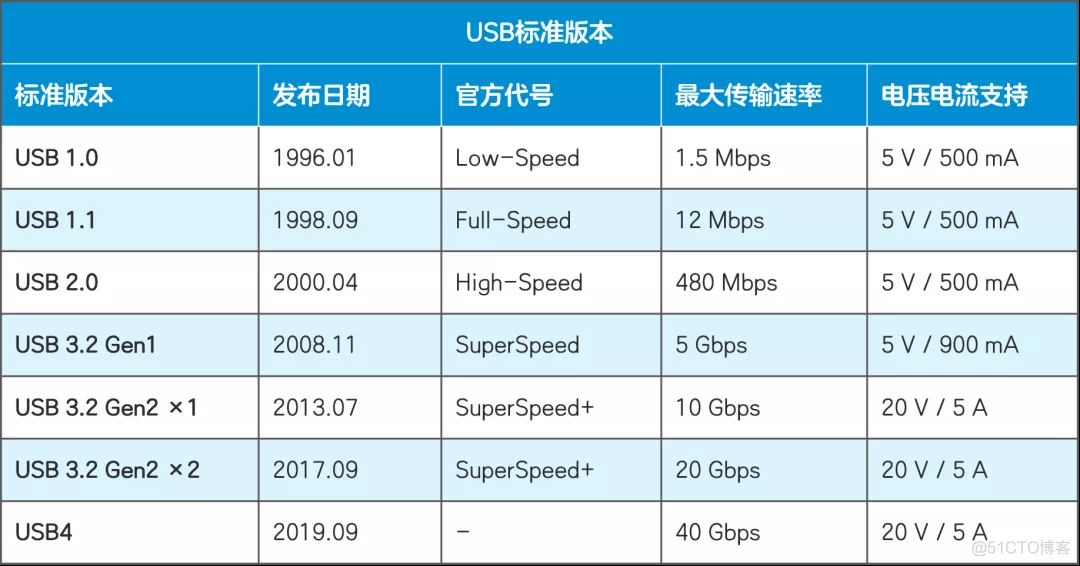 USB标准版本
标准版本 发布日期 官方代号 最大传输速率 电压电流支持
USB 1.0 1996.01 Low-Speed 1.5 Mbps 5 V / 500 mA
USB 1.1 1998.09 Full-Speed 12 Mbps 5 V / 500 mA
USB 2.0 2000.04 High-Speed 480 Mbps 5 V / 500 mA
USB 3.2 Gen1 2008.11 SuperSpeed 5 Gbps 5 V / 900 mA
USB 3.2 Gen2 ×1 2013.07 SuperSpeed+ 10 Gbps 20 V / 5 A
USB 3.2 Gen2 ×2 2017.09 SuperSpeed+ 20 Gbps 20 V / 5 A
USB4 2019.09 - 40 Gbps 20 V / 5 A
@51CTO博客